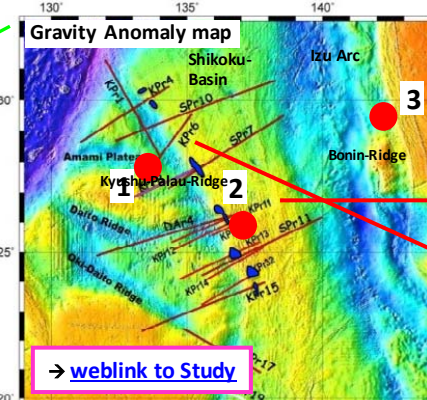 130°
135°
140°
Gravity Anomaly map
Shikoku-
Basin
Izu Arc
KPr4
KPr1
SPr10
30°
3
KPr6
SPr7
Amami Plateau
Bonin-Ridge
Kyushu-Palau-Ridge
1
2
KPr11
Daito Ridge
DAr4
SPr11
KPr13
KPr12
25°
Oki-Daito Ridge
KPr14
KPr15
→ weblink to Study
Pr17
20°